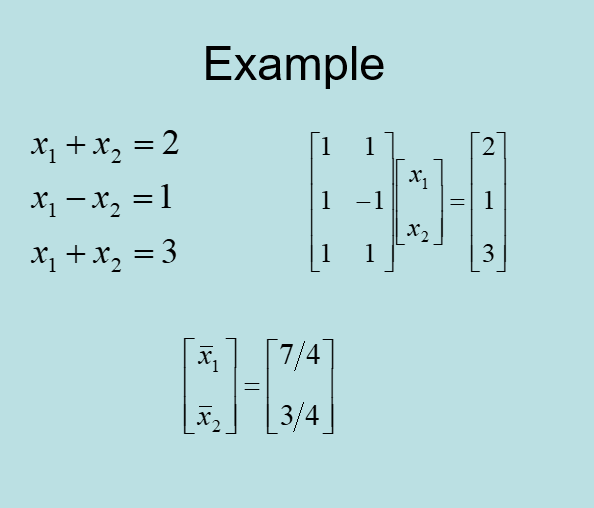 Example
x₁ + x₂ = 2
x₁ − x₂ = 1
x₁ + x₂ = 3
[1 1; 1 −1; 1 1] [x₁; x₂] = [2; 1; 3]
[x̅₁; x̅₂] = [7/4; 3/4]